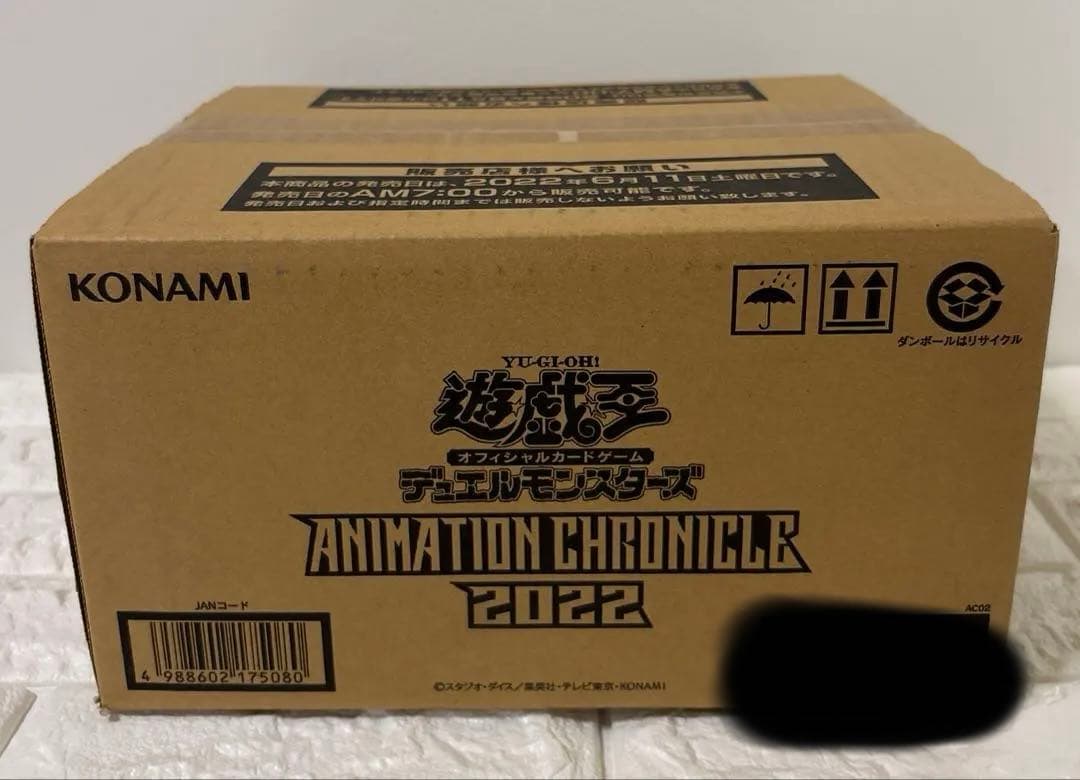 販売店様へお願い
本商品の発売日は、2022年6月11日土曜日です。
発売日のAM7:00から販売可能です。
発売日および指定時間までは販売しないようお願い致します。
KONAMI
ダンボールはリサイクル
YU-GI-OH!
遊戯王
オフィシャルカードゲーム
デュエルモンスターズ
ANIMATION CHRONICLE
2022
JANコード
AC02
4 988602 175080
©スタジオ・ダイス／集英社・テレビ東京・KONAMI